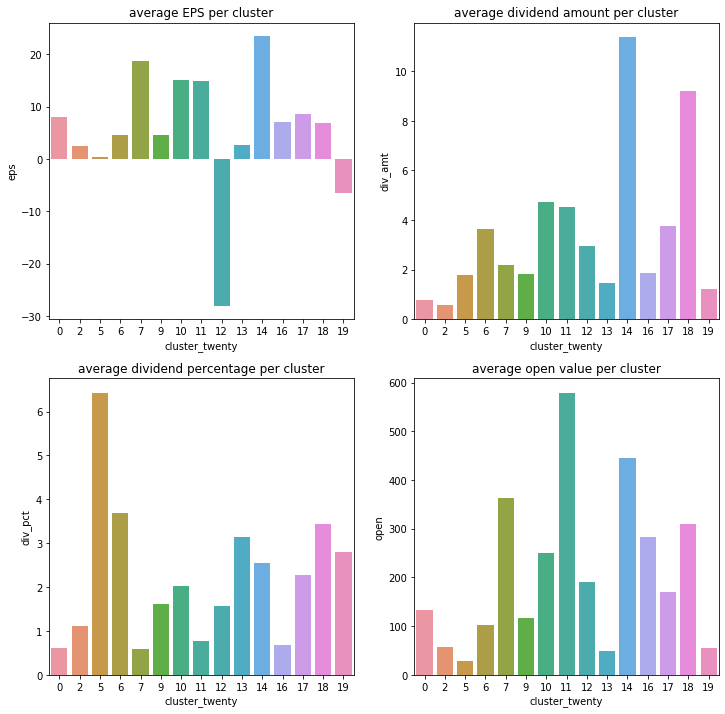 average EPS per cluster
eps
20
10
0
−10
−20
−30
0 2 5 6 7 9 10 11 12 13 14 16 17 18 19
cluster_twenty
average dividend amount per cluster
div_amt
10
8
6
4
2
0
0 2 5 6 7 9 10 11 12 13 14 16 17 18 19
cluster_twenty
average dividend percentage per cluster
div_pct
6
5
4
3
2
1
0
0 2 5 6 7 9 10 11 12 13 14 16 17 18 19
cluster_twenty
average open value per cluster
open
600
500
400
300
200
100
0
0 2 5 6 7 9 10 11 12 13 14 16 17 18 19
cluster_twenty